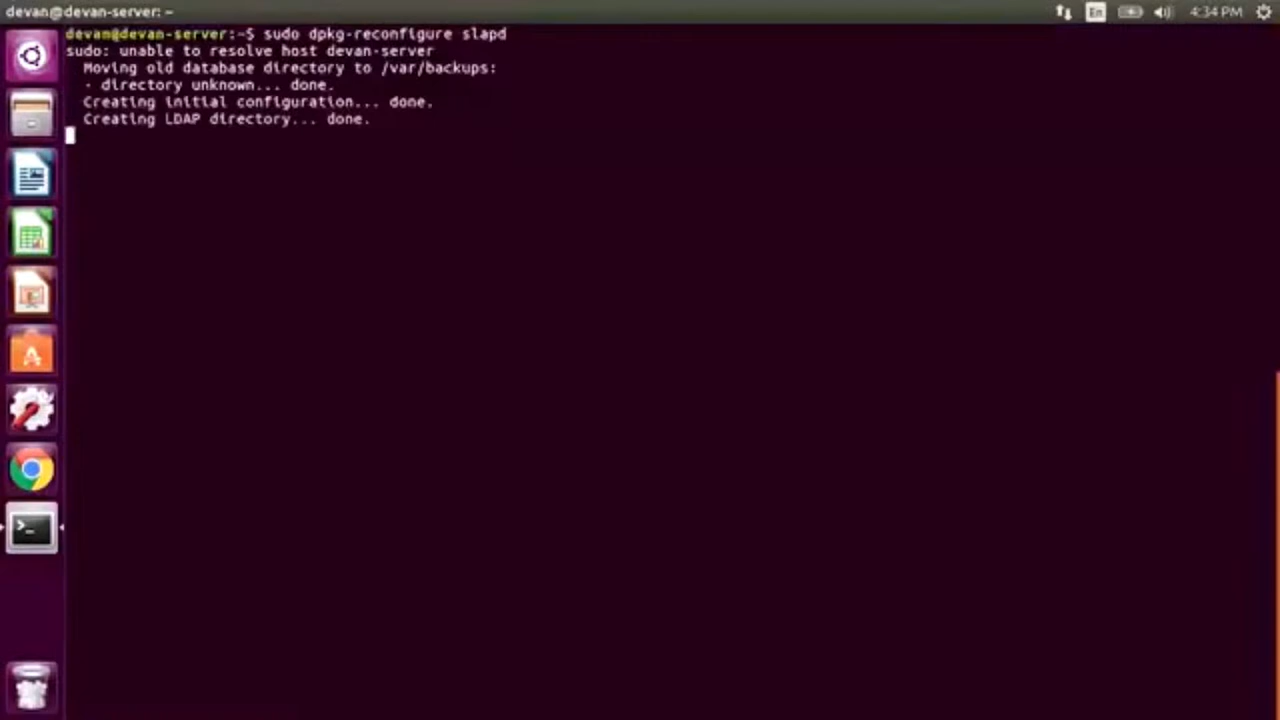 devan@devan-server: ~
En
4:34 PM
devan@devan-server:~$ sudo dpkg-reconfigure slapd
sudo: unable to resolve host devan-server
Moving old database directory to /var/backups:
- directory unknown... done.
Creating initial configuration... done.
Creating LDAP directory... done.